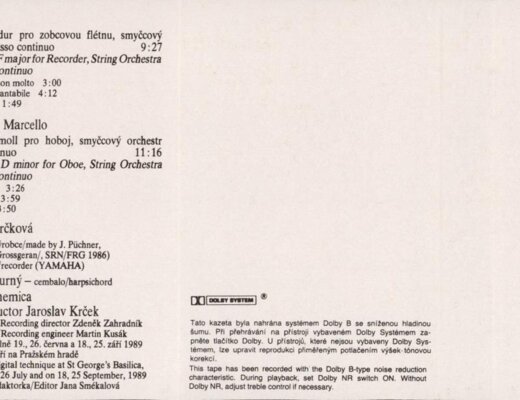 dur pro zobcovou flétnu, smyčcový
sso continuo 9:27
F major for Recorder, String Orchestra
ontinuo
on molto 3:00
antabile 4:12
1:49
Marcello
moll pro hoboj, smyčcový orchestr
nuo 11:16
D minor for Oboe, String Orchestra
ontinuo
3:26
3:59
:50
rčková
ýrobce/made by J. Püchner,
Grossgeran/, SRN/FRG 1986)
recorder (YAMAHA)
urný – cembalo/harpsichord
hemica
uctor Jaroslav Krček
Recording director Zdeněk Zahradník
Recording engineer Martin Kusák
lně 19., 26. června a 18., 25. září 1989
ří na Pražském hradě
igital technique at St George's Basilica,
26 July and on 18, 25 September, 1989
daktorka/Editor Jana Smékalová
DOLBY SYSTEM ®
Tato kazeta byla nahrána systémem Dolby B se sníženou hladinou
šumu. Při přehrávání na přístroji vybaveném Dolby Systémem za-
pněte tlačítko Dolby. U přístrojů, které nejsou vybaveny Dolby Sys-
témem, lze upravit reprodukci přiměřeným potlačením výšek-tónovou
korekcí.
This tape has been recorded with the Dolby B-type noise reduction
characteristic. During playback, set Dolby NR switch ON. Without
Dolby NR, adjust treble control if necessary.